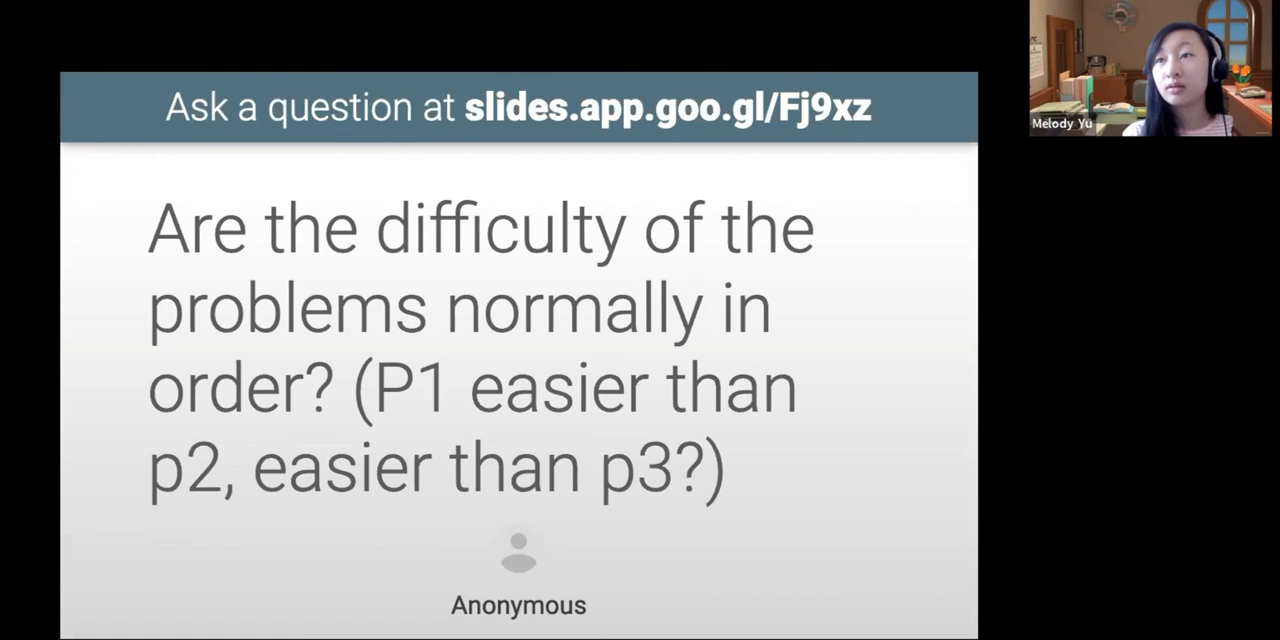 Ask a question at slides.app.goo.gl/Fj9xz
Are the difficulty of the
problems normally in
order? (P1 easier than
p2, easier than p3?)
Anonymous
Melody Yu